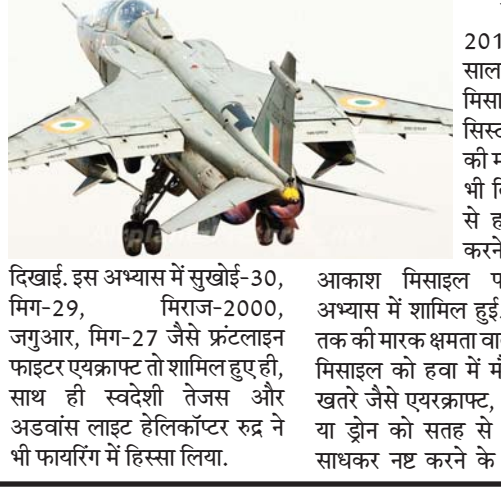 दिखाई. इस अभ्यास में सुखोई-30,
मिग-29, मिराज-2000,
जगुआर, मिग-27 जैसे फ्रंटलाइन
फाइटर एयक्राफ्ट तो शामिल हुए ही,
साथ ही स्वदेशी तेजस और
अडवांस लाइट हेलिकॉप्टर रुद्र ने
भी फायरिंग में हिस्सा लिया.
201
साल
की
भी
से
करने
आकाश मिसाइल
अभ्यास में शामिल हुई.
तक की मारक क्षमता
मिसाइल को हवा में
खतरे जैसे एयरक्राफ्ट,
या ड्रोन को सतह से
साधकर नष्ट करने के